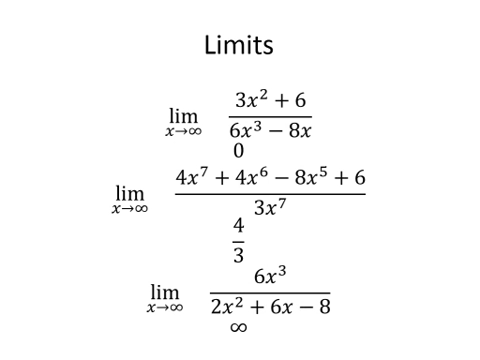 Limits
lim x→∞ (3x² + 6)/(6x³ − 8x)
0
lim x→∞ (4x⁷ + 4x⁶ − 8x⁵ + 6)/(3x⁷)
4/3
lim x→∞ (6x³)/(2x² + 6x − 8)
∞